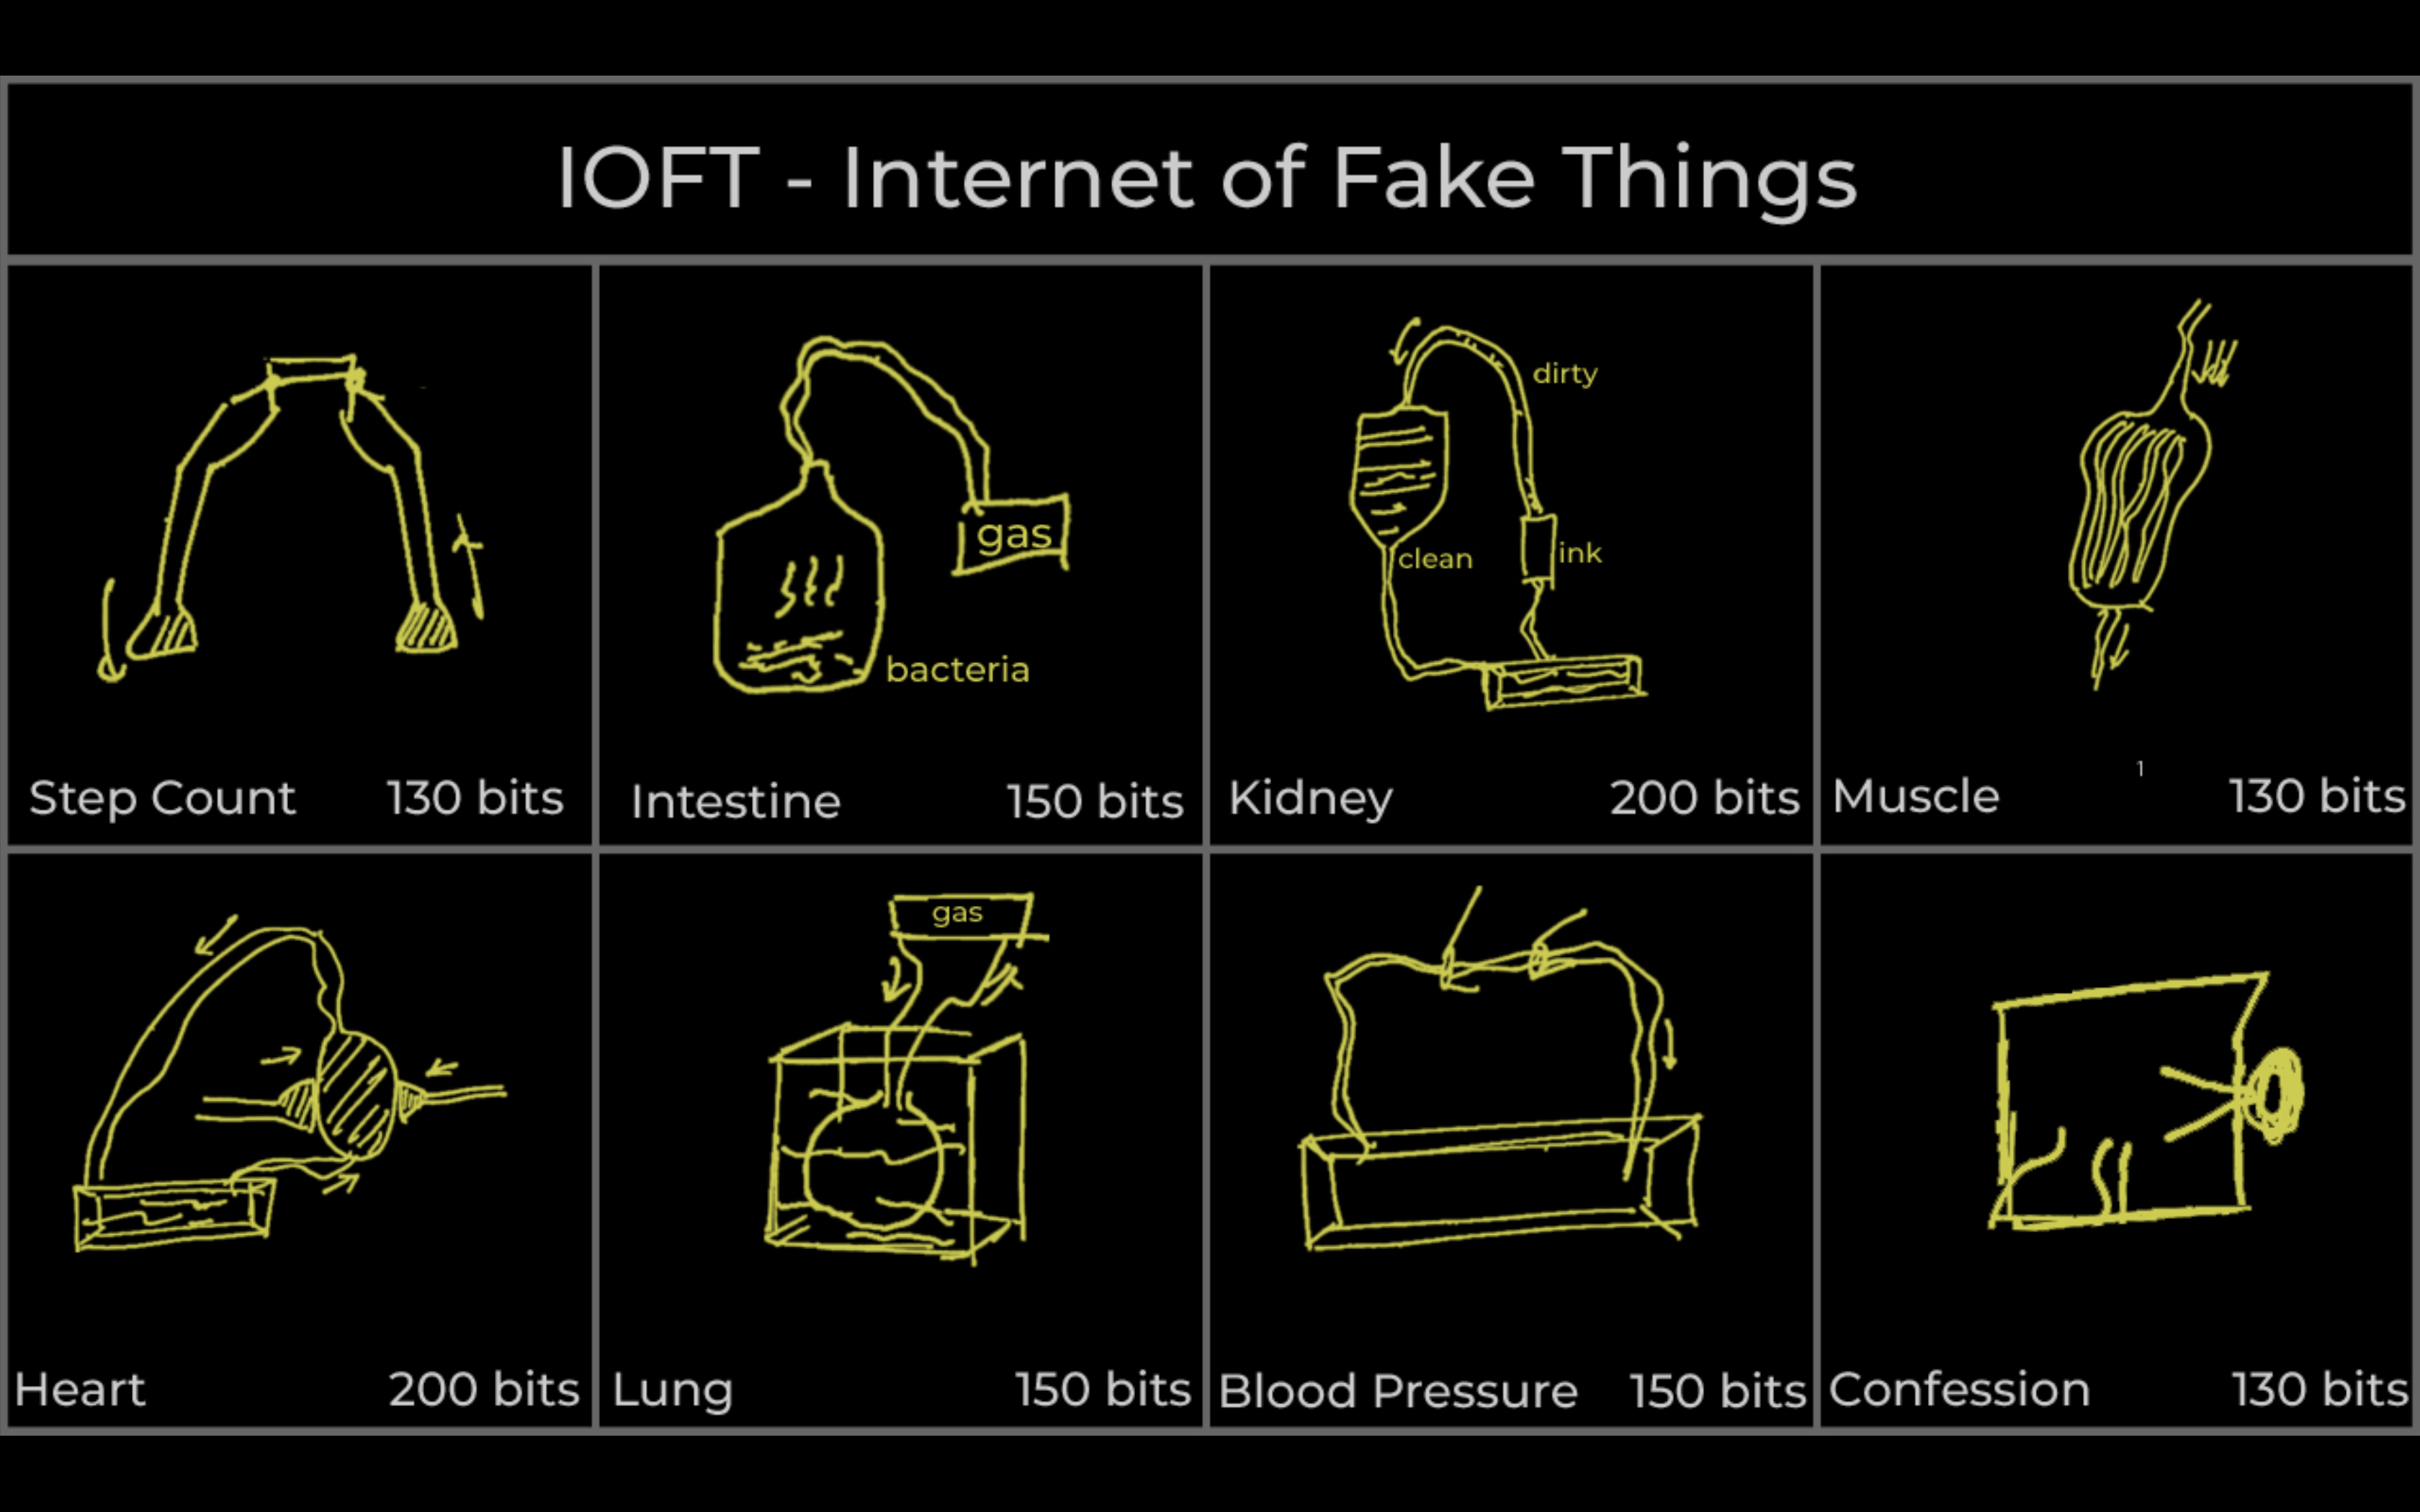 IOFT - Internet of Fake Things
dirty
gas
clean
ink
bacteria
Step Count 130 bits
Intestine 150 bits
Kidney 200 bits
Muscle 1 130 bits
gas
Heart 200 bits
Lung 150 bits
Blood Pressure 150 bits
Confession 130 bits